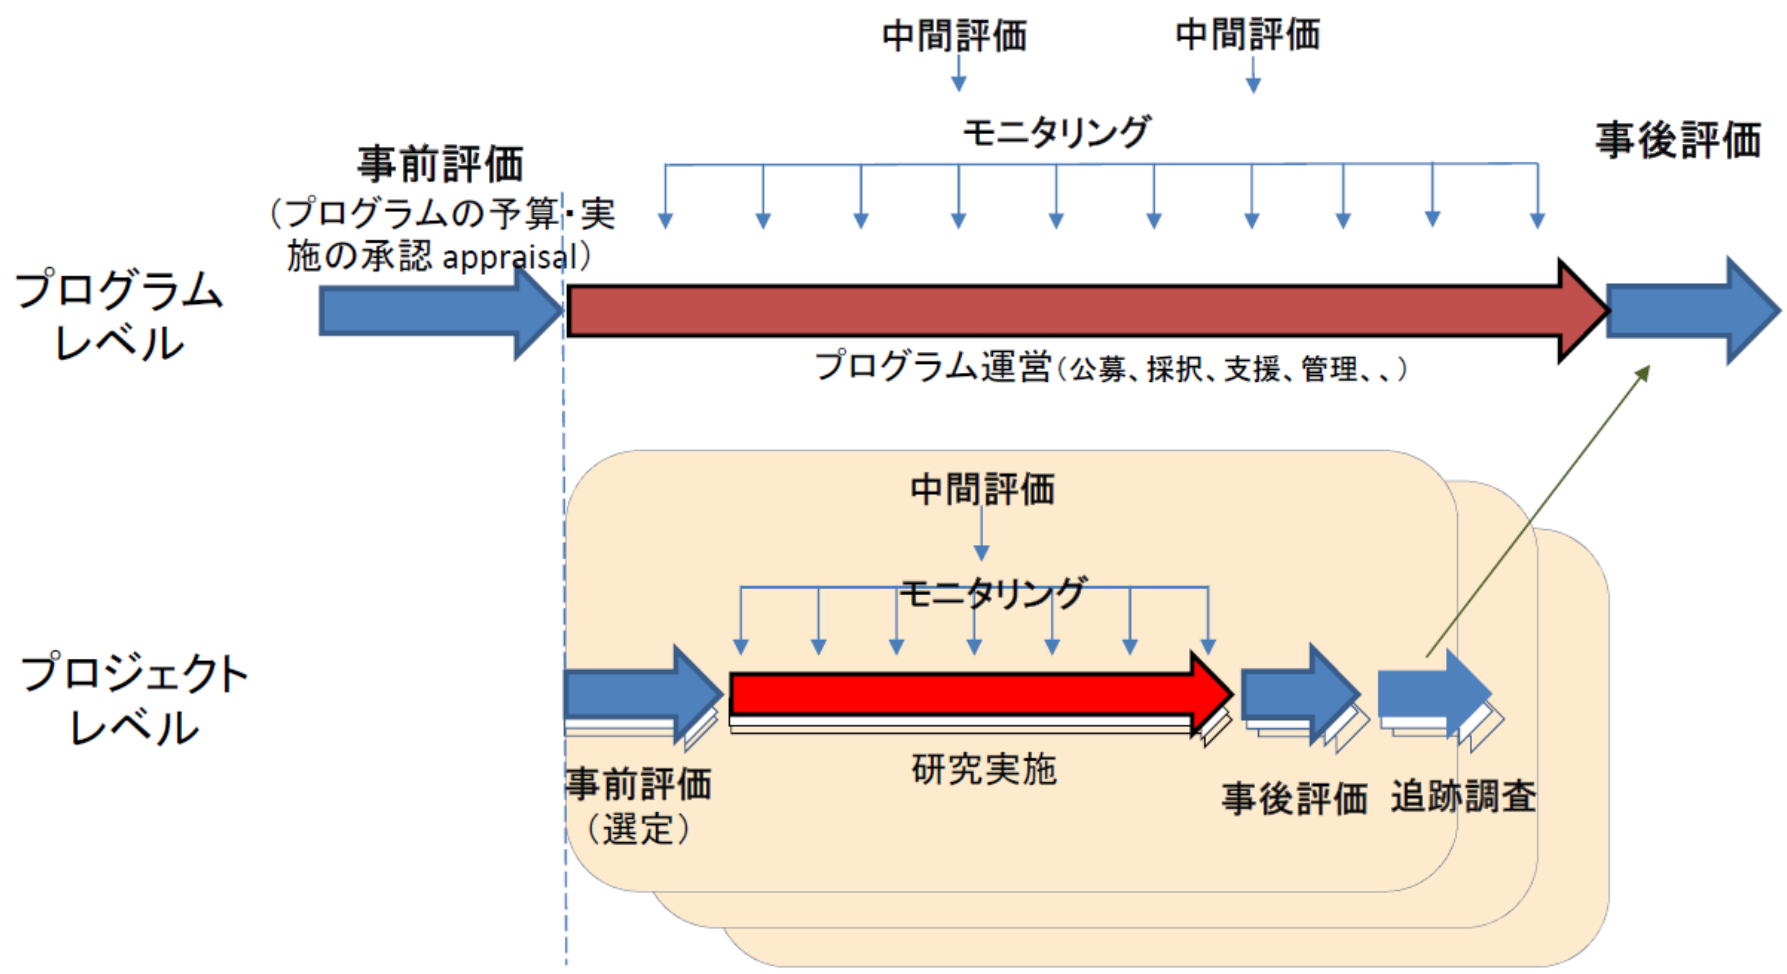 中間評価
中間評価
モニタリング
事後評価
事前評価
（プログラムの予算・実
施の承認 appraisal）
プログラム
レベル
プログラム運営（公募、採択、支援、管理、、）
中間評価
モニタリング
プロジェクト
レベル
研究実施
事前評価
（選定）
事後評価
追跡調査